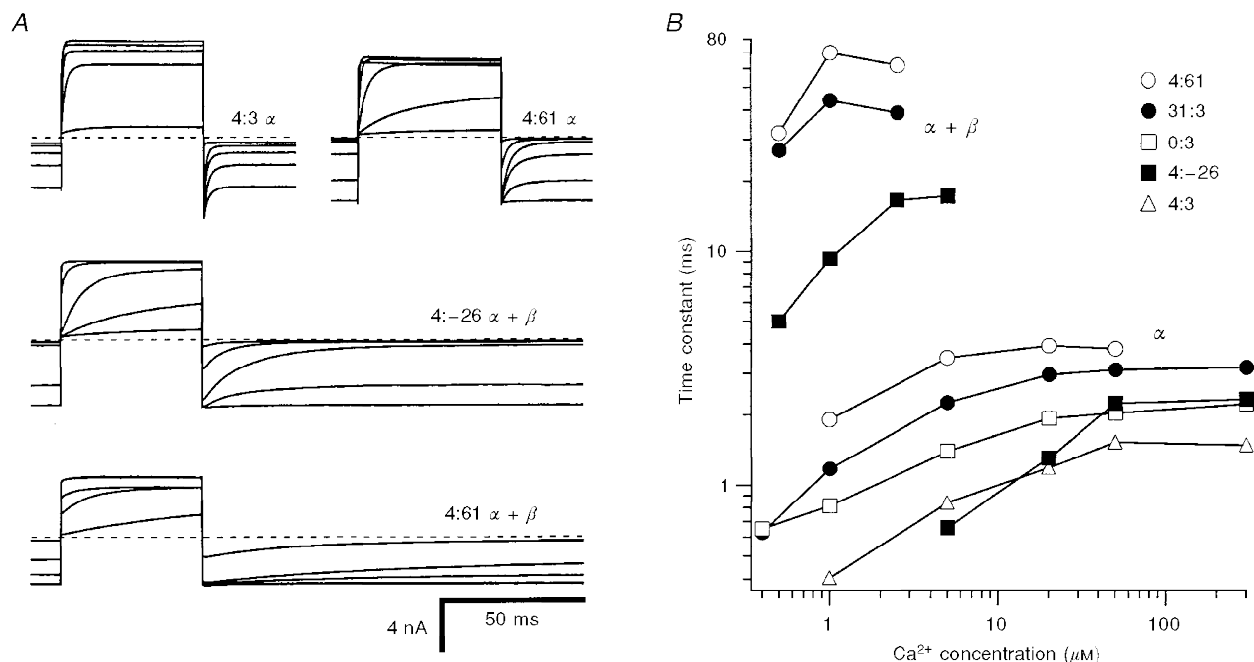 A
4:3 α
4:61 α
4:−26 α + β
4:61 α + β
4 nA
50 ms
B
80
10
1
Time constant (ms)
α + β
α
4:61
31:3
0:3
4:−26
4:3
1
10
100
Ca²⁺ concentration (μM)